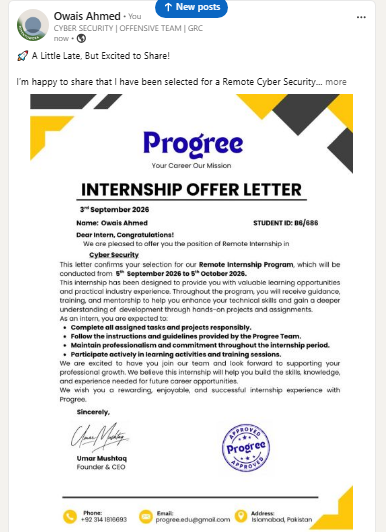 ↑ New posts
Owais Ahmed • You
CYBER SECURITY | OFFENSIVE TEAM | GRC
now •
🚀 A Little Late, But Excited to Share!
I'm happy to share that I have been selected for a Remote Cyber Security... more
Progree
Your Career Our Mission
INTERNSHIP OFFER LETTER
3rd September 2026
Name: Owais Ahmed STUDENT ID: B6/686
Dear Intern, Congratulations!
We are pleased to offer you the position of Remote Internship in
Cyber Security
This letter confirms your selection for our Remote Internship Program, which will be
conducted from 5th September 2026 to 5th October 2026.
This internship has been designed to provide you with valuable learning opportunities
and practical industry experience. Throughout the program, you will receive guidance,
training, and mentorship to help you enhance your technical skills and gain a deeper
understanding of development through hands-on projects and assignments.
As an intern, you are expected to:
• Complete all assigned tasks and projects responsibly.
• Follow the instructions and guidelines provided by the Progree Team.
• Maintain professionalism and commitment throughout the internship period.
• Participate actively in learning activities and training sessions.
We are excited to have you join our team and look forward to supporting your
professional growth. We believe this internship will help you build the skills, knowledge,
and experience needed for future career opportunities.
We wish you a rewarding, enjoyable, and successful internship experience with
Progree.
Sincerely,
Umar Mushtaq
Umar Mushtaq
Founder & CEO
APPROVED
Progree
APPROVED
Phone:
+92 314 1816693
Email:
progree.edu@gmail.com
Address:
Islamabad, Pakistan